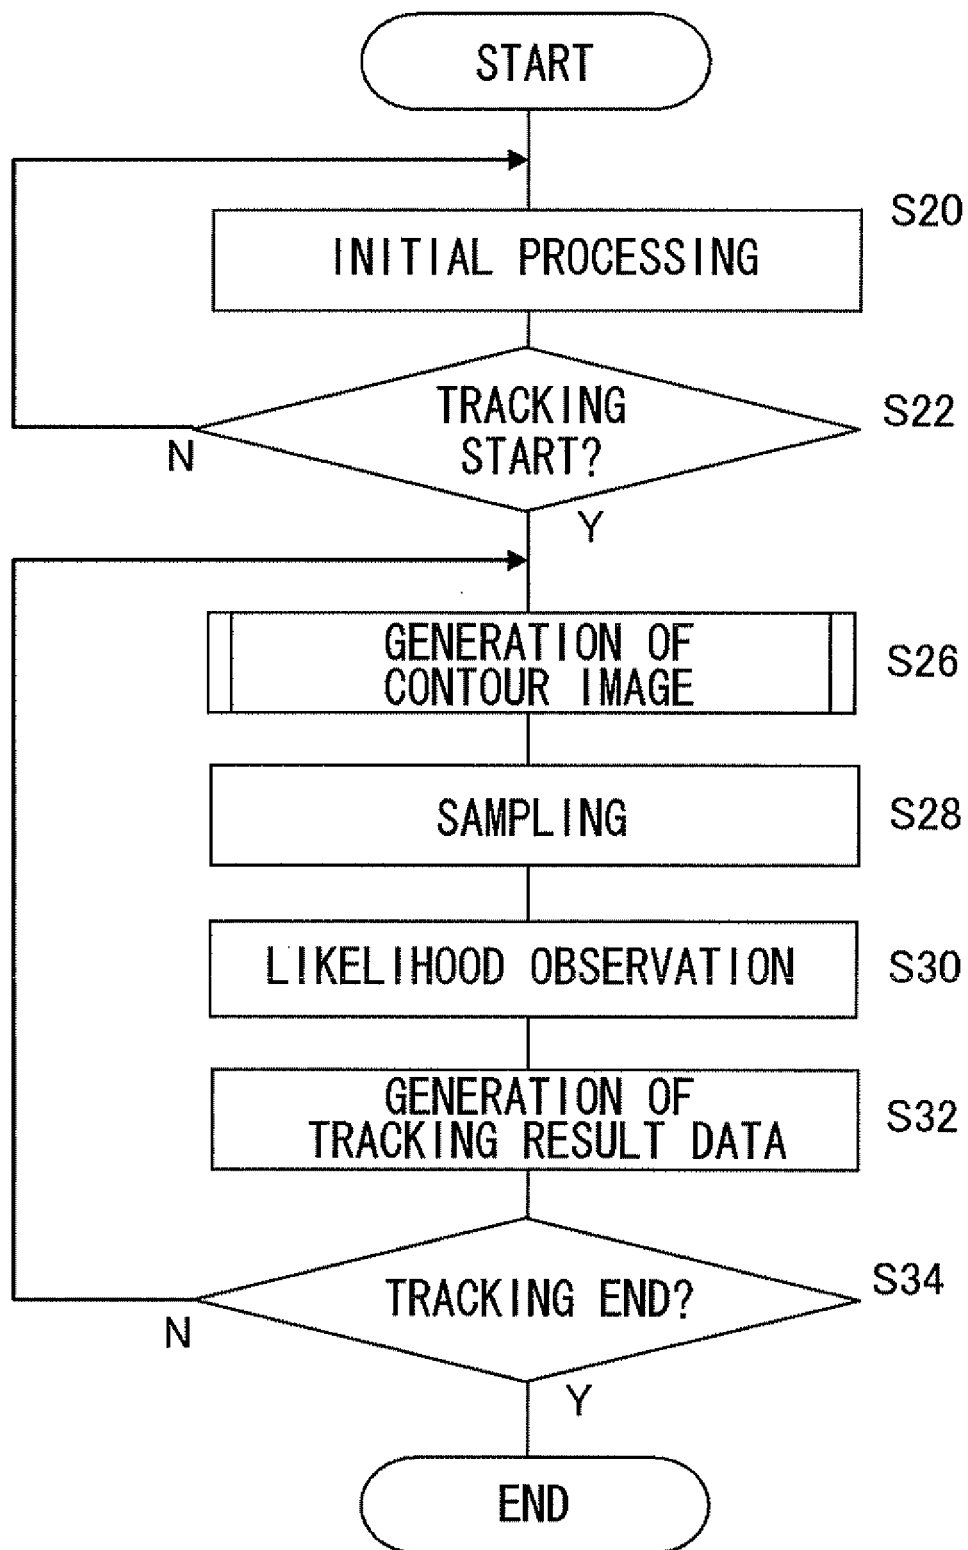 START
S20
INITIAL PROCESSING
S22
TRACKING
START?
N
Y
GENERATION OF
CONTOUR IMAGE
S26
SAMPLING
S28
LIKELIHOOD OBSERVATION
S30
GENERATION OF
TRACKING RESULT DATA
S32
S34
TRACKING END?
N
Y
END